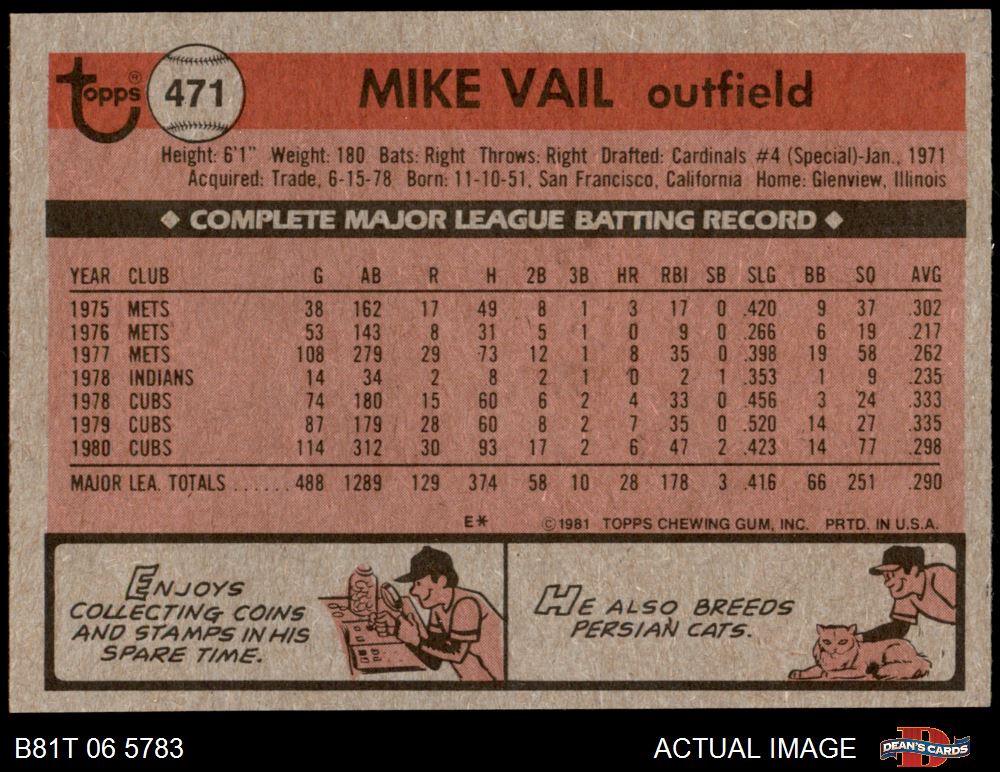 topps® 471 MIKE VAIL outfield
Height: 6'1" Weight: 180 Bats: Right Throws: Right Drafted: Cardinals #4 (Special)-Jan., 1971
Acquired: Trade, 6-15-78 Born: 11-10-51, San Francisco, California Home: Glenview, Illinois
◆ COMPLETE MAJOR LEAGUE BATTING RECORD ◆
YEAR CLUB G AB R H 2B 3B HR RBI SB SLG BB SO AVG
1975 METS 38 162 17 49 8 1 3 17 0 .420 9 37 .302
1976 METS 53 143 8 31 5 1 0 9 0 .266 6 19 .217
1977 METS 108 279 29 73 12 1 8 35 0 .398 19 58 .262
1978 INDIANS 14 34 2 8 2 1 0 2 1 .353 1 9 .235
1978 CUBS 74 180 15 60 6 2 4 33 0 .456 3 24 .333
1979 CUBS 87 179 28 60 8 2 7 35 0 .520 14 27 .335
1980 CUBS 114 312 30 93 17 2 6 47 2 .423 14 77 .298
MAJOR LEA. TOTALS ...... 488 1289 129 374 58 10 28 178 3 .416 66 251 .290
E* ©1981 TOPPS CHEWING GUM, INC. PRTD. IN U.S.A.
ENJOYS
COLLECTING COINS
AND STAMPS IN HIS
SPARE TIME.
HE ALSO BREEDS
PERSIAN CATS.
B81T 06 5783 ACTUAL IMAGE DEAN'S CARDS